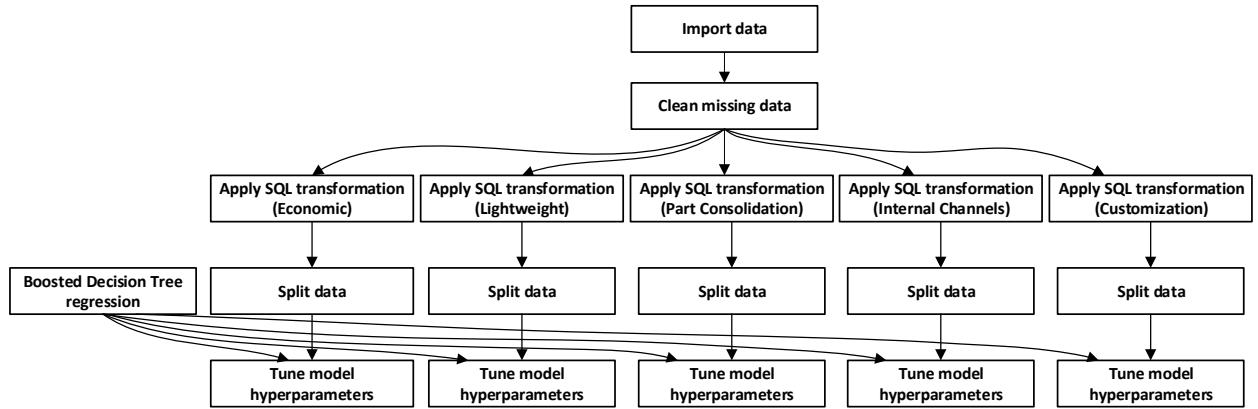 Import data
Clean missing data
Apply SQL transformation
(Economic)
Apply SQL transformation
(Lightweight)
Apply SQL transformation
(Part Consolidation)
Apply SQL transformation
(Internal Channels)
Apply SQL transformation
(Customization)
Boosted Decision Tree
regression
Split data
Split data
Split data
Split data
Split data
Tune model
hyperparameters
Tune model
hyperparameters
Tune model
hyperparameters
Tune model
hyperparameters
Tune model
hyperparameters